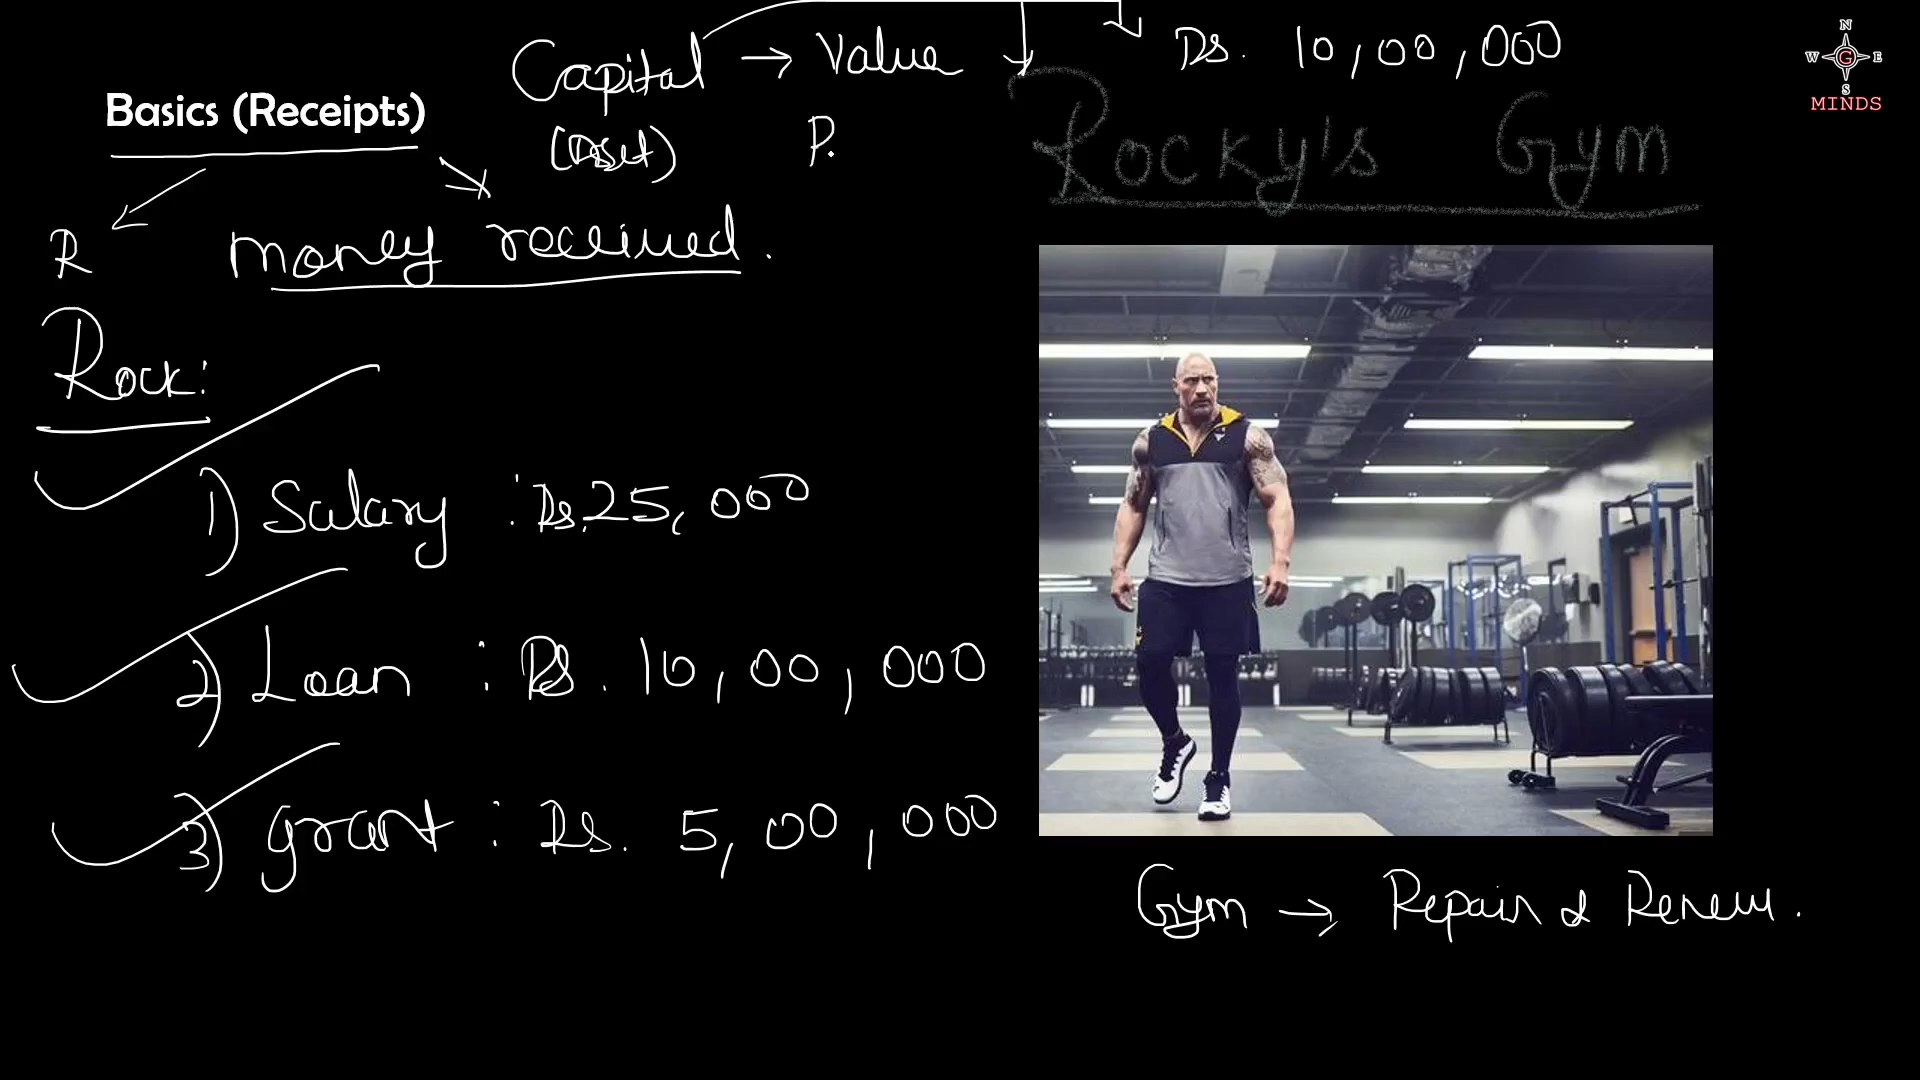 Capital → Value ↓ Rs. 10,00,000
Basics (Receipts)
(Asset) P.
Rocky's Gym
R money received.
Rock:
1) Salary : Rs.25,000
2) Loan : Rs. 10,00,000
3) grant : Rs. 5,00,000
Gym → Repair & Renew.
N
W G E
S
MINDS